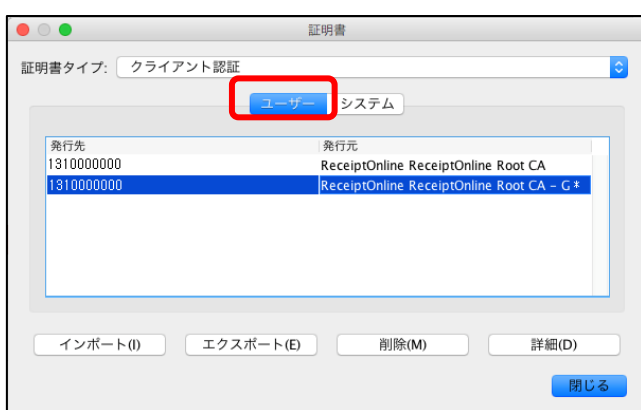 証明書
証明書タイプ: クライアント認証
ユーザー システム
発行先 発行元
1310000000 ReceiptOnline ReceiptOnline Root CA
1310000000 ReceiptOnline ReceiptOnline Root CA – G*
インポート(I) エクスポート(E) 削除(M) 詳細(D)
閉じる